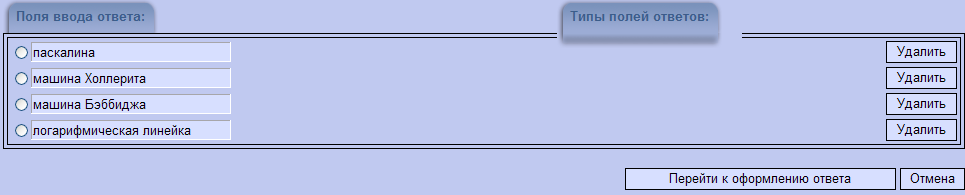 Поля ввода ответа: Типы полей ответов:
паскалина Удалить
машина Холлерита Удалить
машина Бэббиджа Удалить
логарифмическая линейка Удалить
Перейти к оформлению ответа Отмена